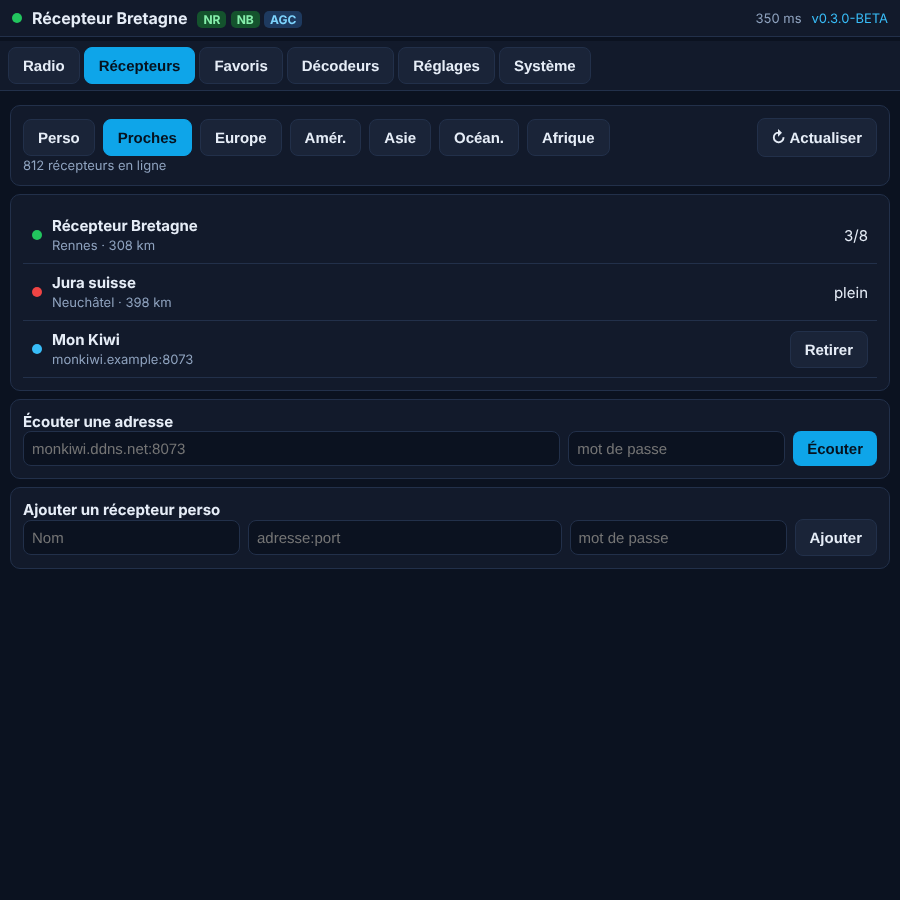 Récepteur Bretagne NR NB AGC 350 ms v0.3.0-BETA
Radio Récepteurs Favoris Décodeurs Réglages Système
Perso Proches Europe Amér. Asie Océan. Afrique ↻ Actualiser
812 récepteurs en ligne
Récepteur Bretagne
Rennes · 308 km
3/8
Jura suisse
Neuchâtel · 398 km
plein
Mon Kiwi
monkiwi.example:8073
Retirer
Écouter une adresse
monkiwi.ddns.net:8073 mot de passe Écouter
Ajouter un récepteur perso
Nom adresse:port mot de passe Ajouter